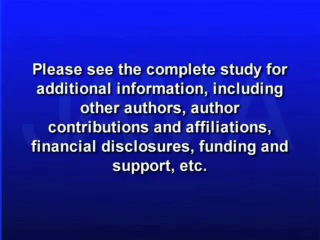 Please see the complete study for
additional information, including
other authors, author
contributions and affiliations,
financial disclosures, funding and
support, etc.